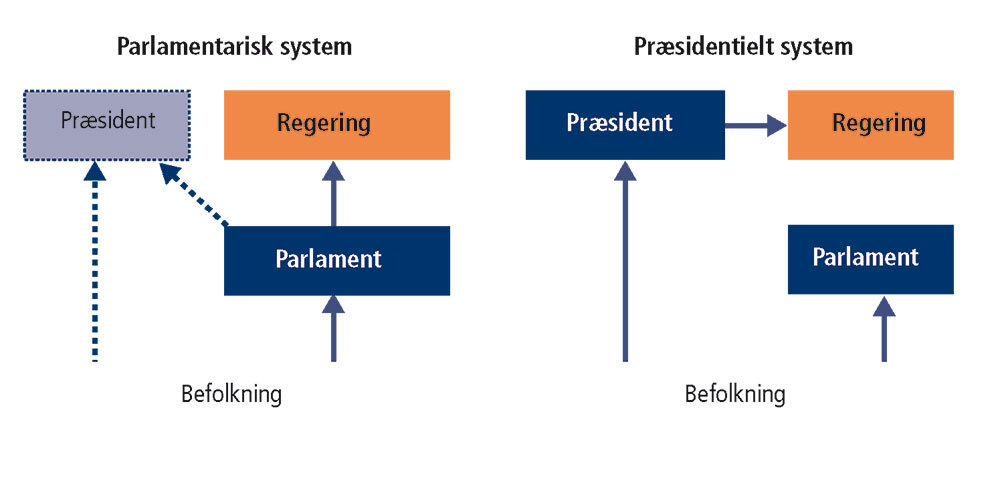 Parlamentarisk system
Præsident
Regering
Parlament
Befolkning
Præsidentielt system
Præsident
Regering
Parlament
Befolkning